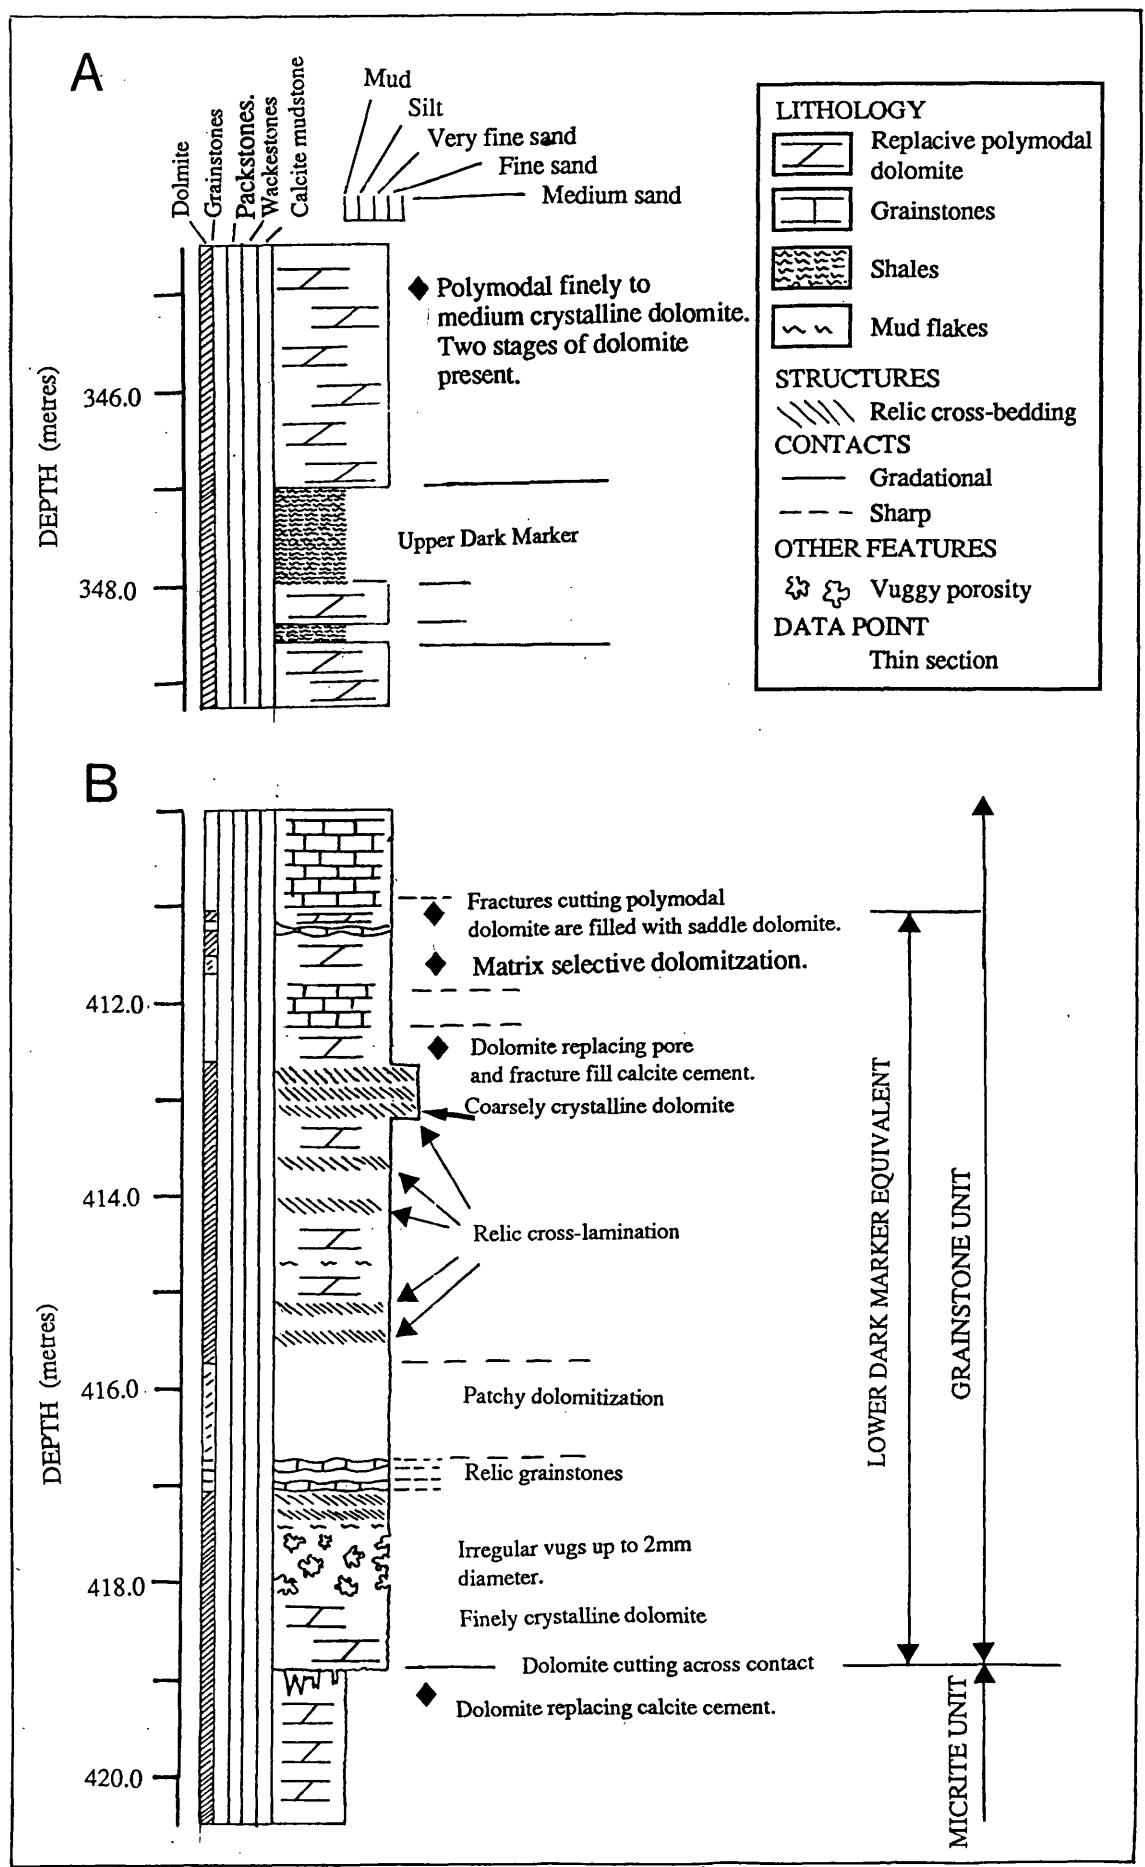 A
Dolmite
Grainstones
Packstones.
Wackestones
Calcite mudstone
Mud
Silt
Very fine sand
Fine sand
Medium sand
DEPTH (metres)
346.0
348.0
Polymodal finely to
medium crystalline dolomite.
Two stages of dolomite
present.
Upper Dark Marker
LITHOLOGY
Replacive polymodal
dolomite
Grainstones
Shales
Mud flakes
STRUCTURES
Relic cross-bedding
CONTACTS
Gradational
Sharp
OTHER FEATURES
Vuggy porosity
DATA POINT
Thin section
B
DEPTH (metres)
412.0
414.0
416.0
418.0
420.0
Fractures cutting polymodal
dolomite are filled with saddle dolomite.
Matrix selective dolomitzation.
Dolomite replacing pore
and fracture fill calcite cement.
Coarsely crystalline dolomite
Relic cross-lamination
Patchy dolomitization
Relic grainstones
Irregular vugs up to 2mm
diameter.
Finely crystalline dolomite
Dolomite cutting across contact
Dolomite replacing calcite cement.
LOWER DARK MARKER EQUIVALENT
GRAINSTONE UNIT
MICRITE UNIT